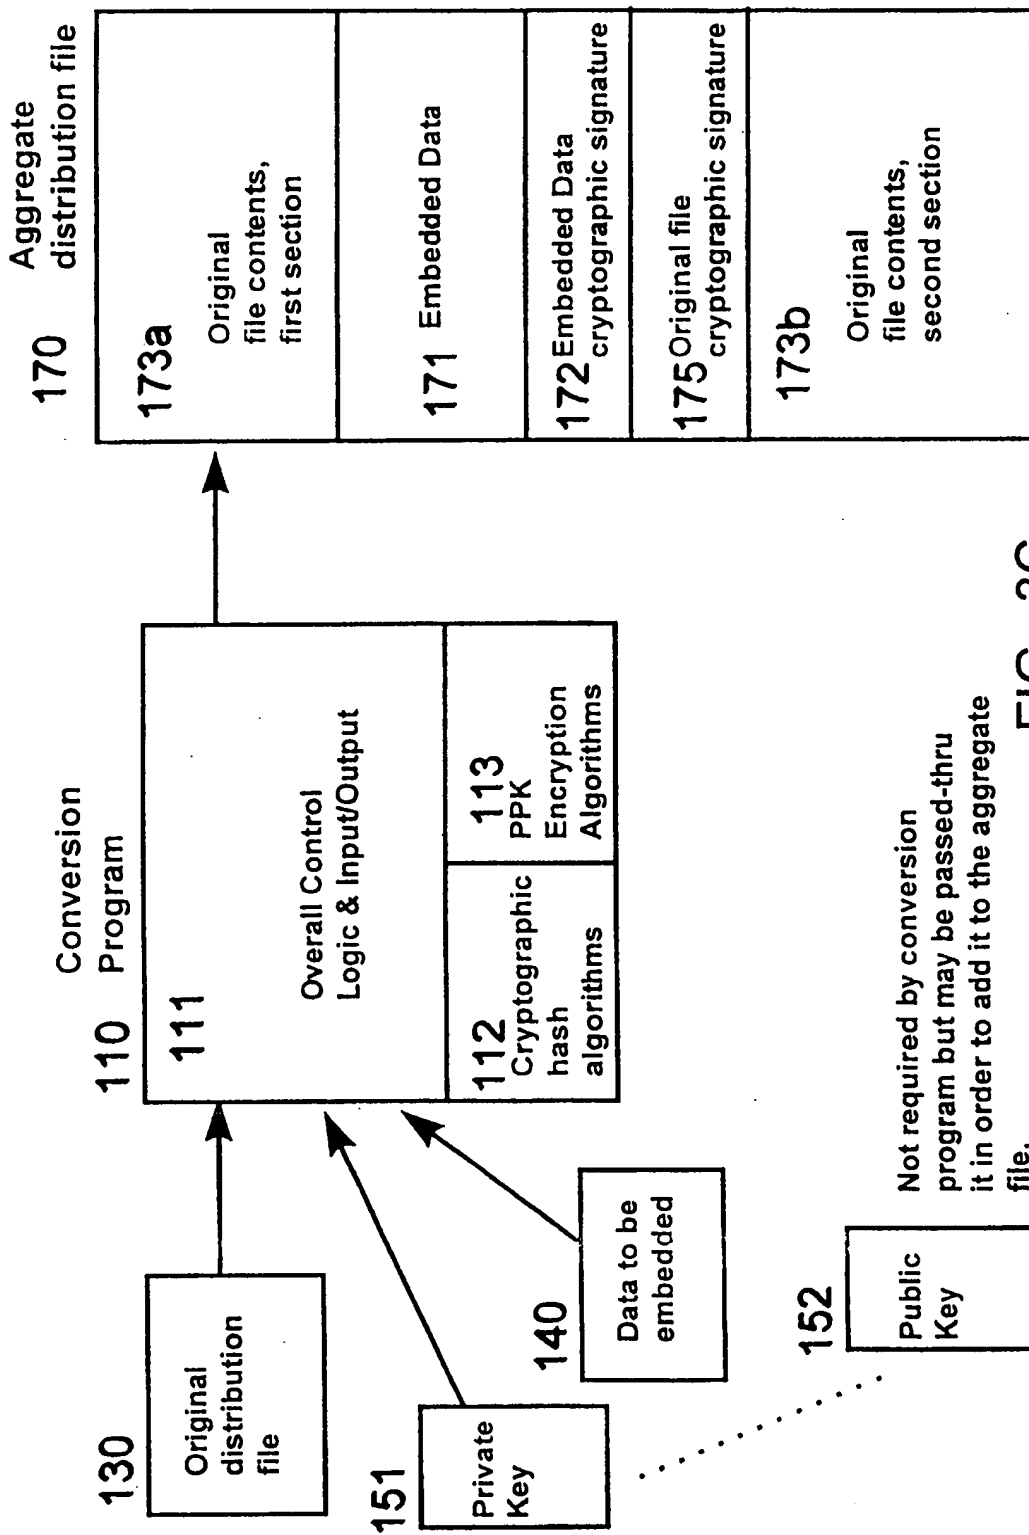 130
Original
distribution
file
151
Private
Key
140
Data to be
embedded
152
Public
Key
Not required by conversion
program but may be passed-thru
it in order to add it to the aggregate
file.
Conversion
110 Program
111
Overall Control
Logic & Input/Output
112
Cryptographic
hash
algorithms
113
PPK
Encryption
Algorithms
170
Aggregate
distribution file
173a
Original
file contents,
first section
171 Embedded Data
172 Embedded Data
cryptographic signature
175 Original file
cryptographic signature
173b
Original
file contents,
second section